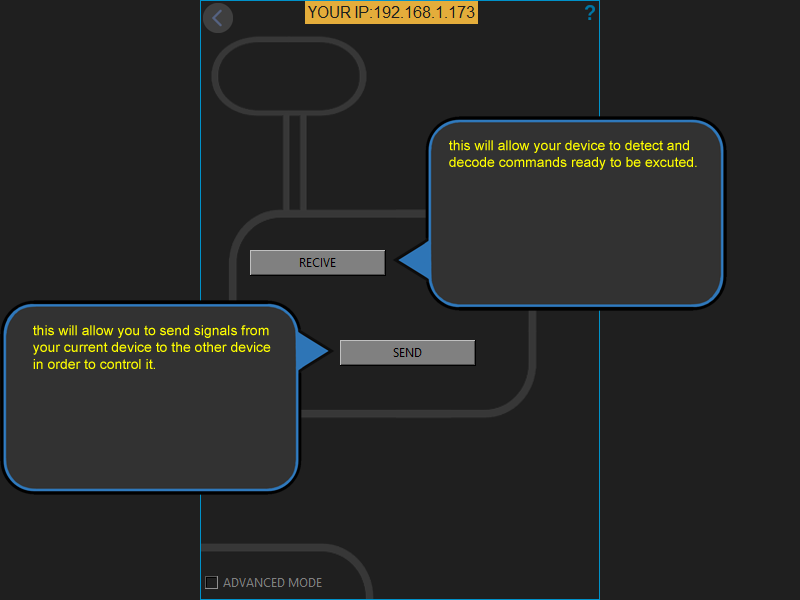 YOUR IP:192.168.1.173
?
this will allow your device to detect and
decode commands ready to be excuted.
RECIVE
this will allow you to send signals from
your current device to the other device
in order to control it.
SEND
ADVANCED MODE